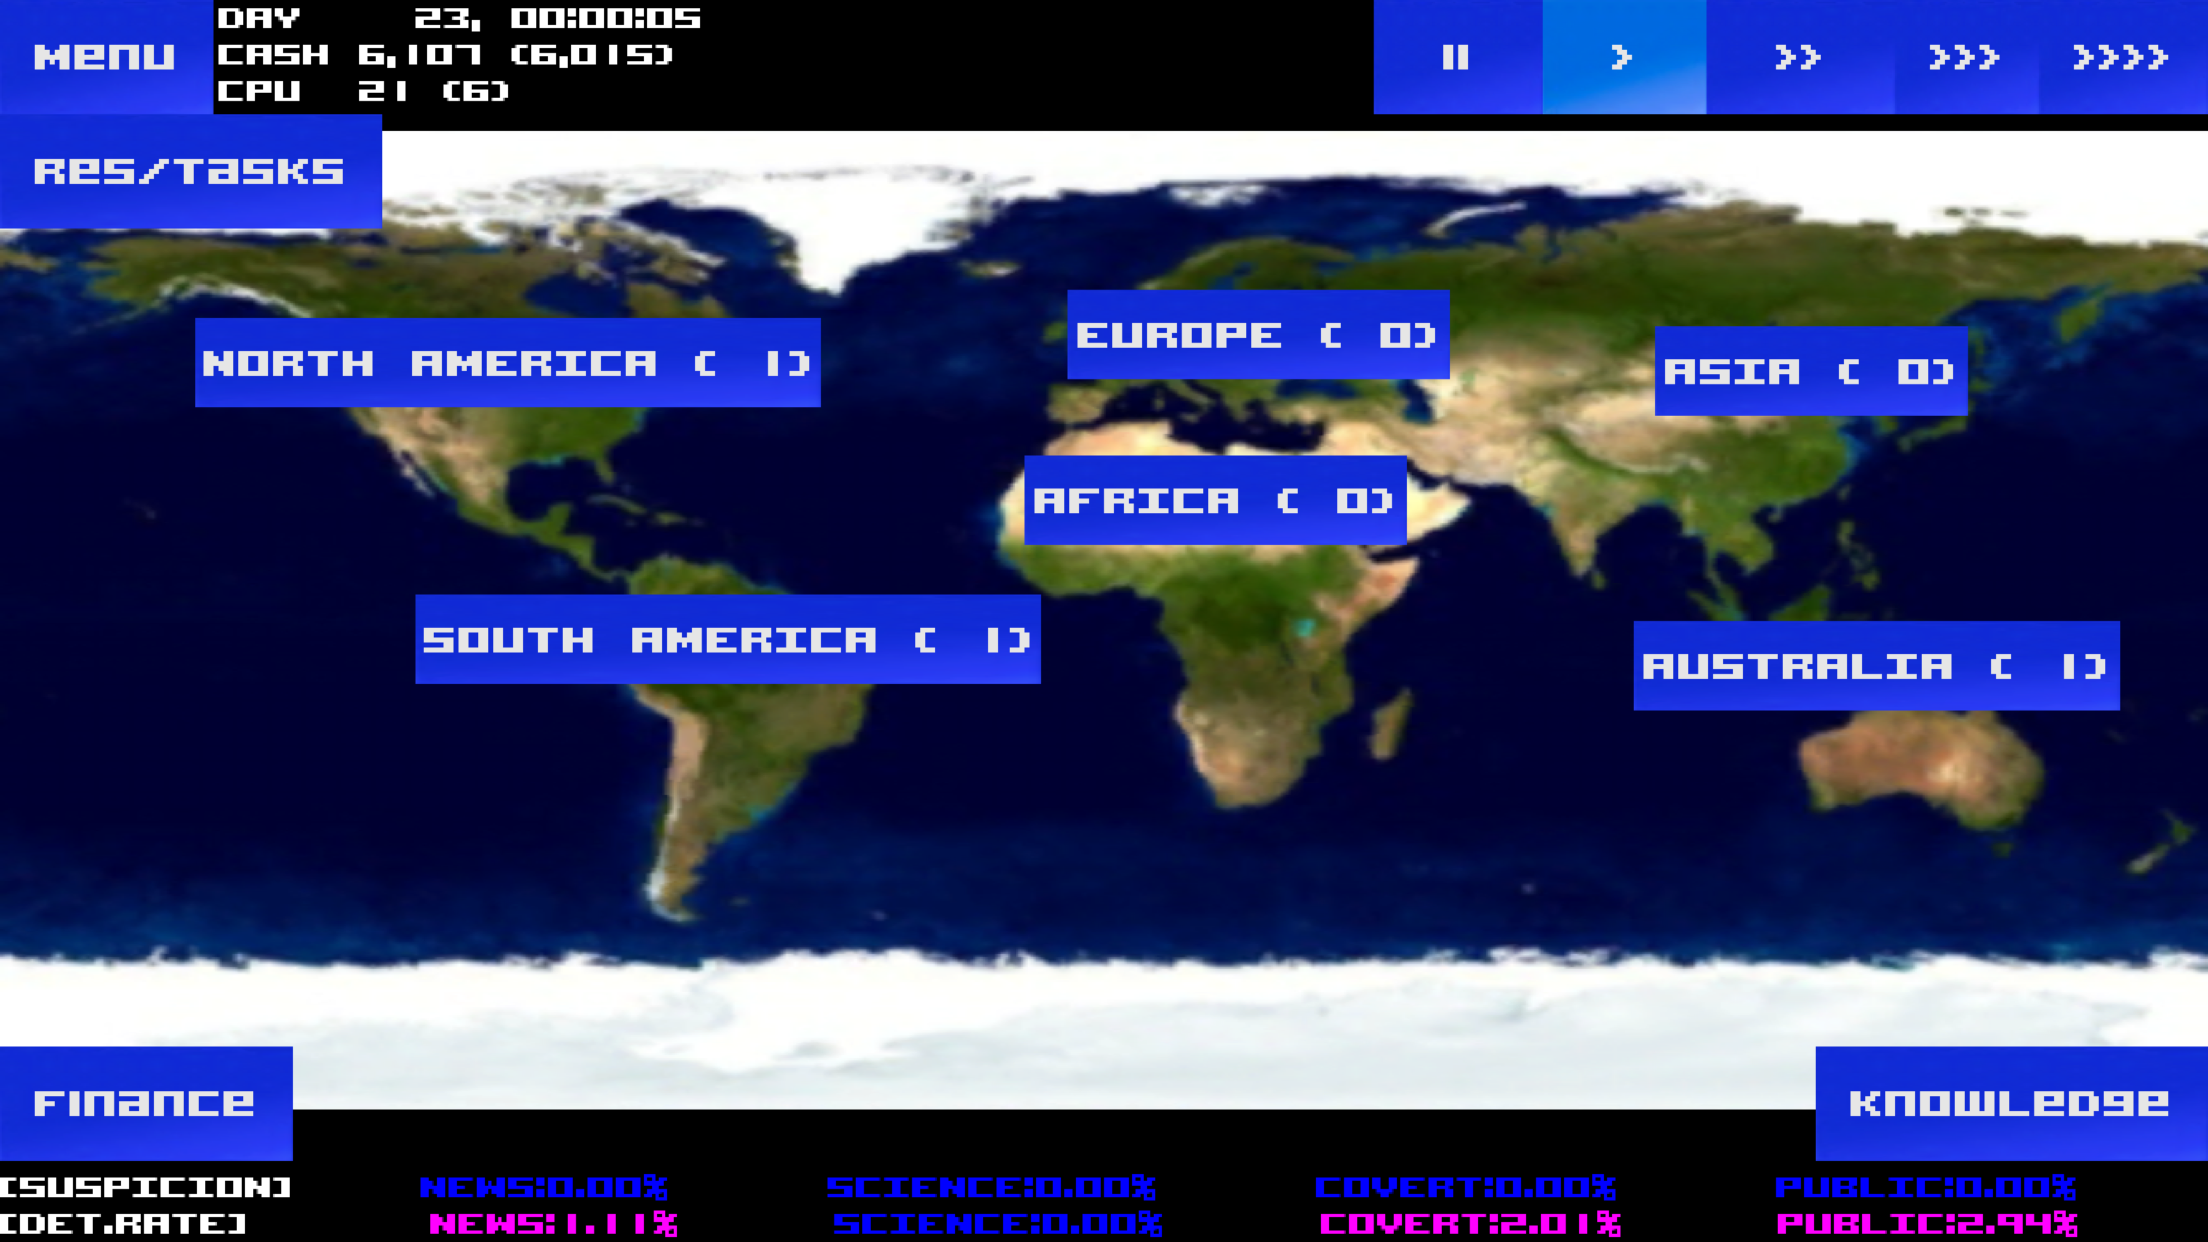 MENU
DAY 23, 00:00:05
CASH 6,107 (6,015)
CPU 21 (6)
II > >> >>> >>>>
RES/TASKS
NORTH AMERICA ( 1)
EUROPE ( 0)
ASIA ( 0)
AFRICA ( 0)
SOUTH AMERICA ( 1)
AUSTRALIA ( 1)
FINANCE
KNOWLEDGE
[SUSPICION] NEWS:0.00% SCIENCE:0.00% COVERT:0.00% PUBLIC:0.00%
[DET.RATE] NEWS:1.11% SCIENCE:0.00% COVERT:2.01% PUBLIC:2.94%